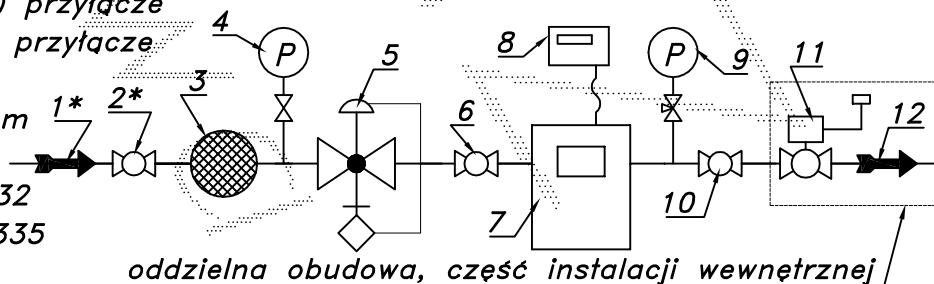 przyłącze
przyłącze
4
P
8
P
9
5
11
3
1*
2*
6
12
m
32
335
7
10
oddzielna obudowa, część instalacji wewnętrznej